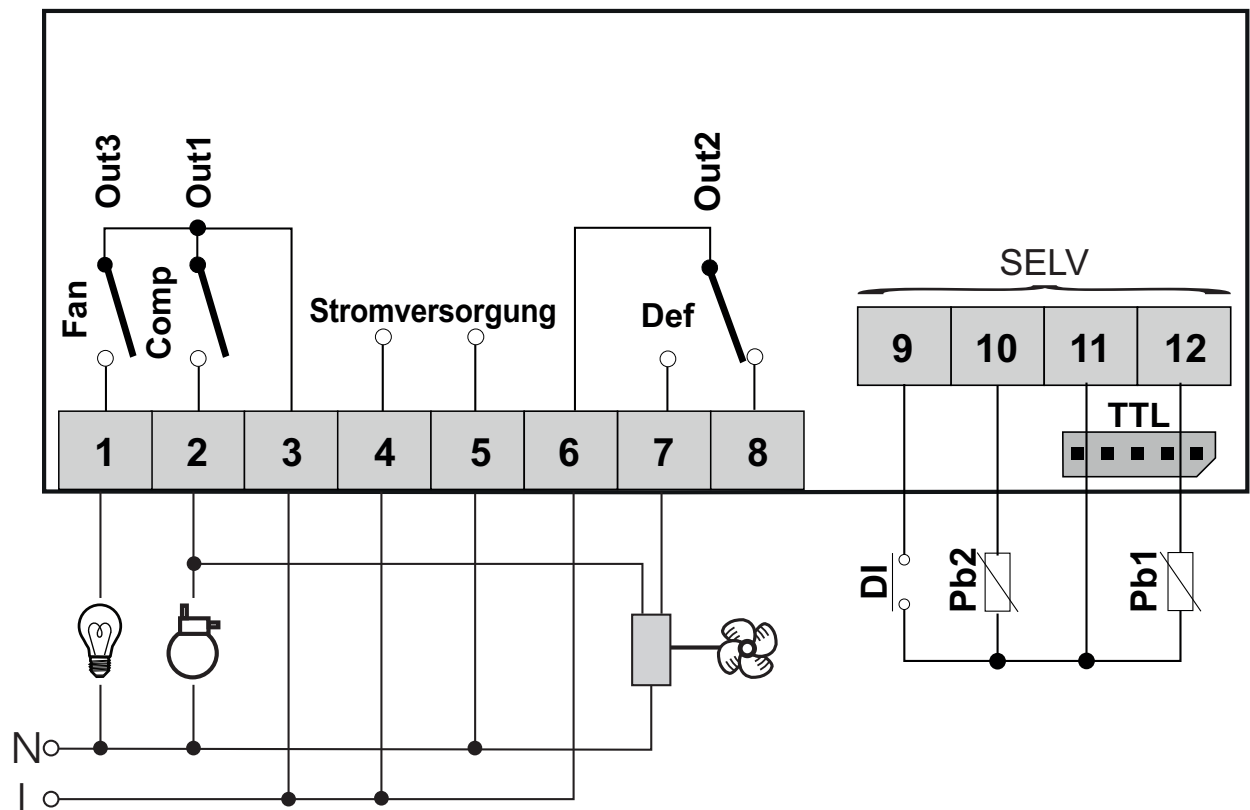 Out3
Out1
Out2
Fan
Comp
Stromversorgung
Def
SELV
9 10 11 12
TTL
1 2 3 4 5 6 7 8
DI
Pb2
Pb1
N